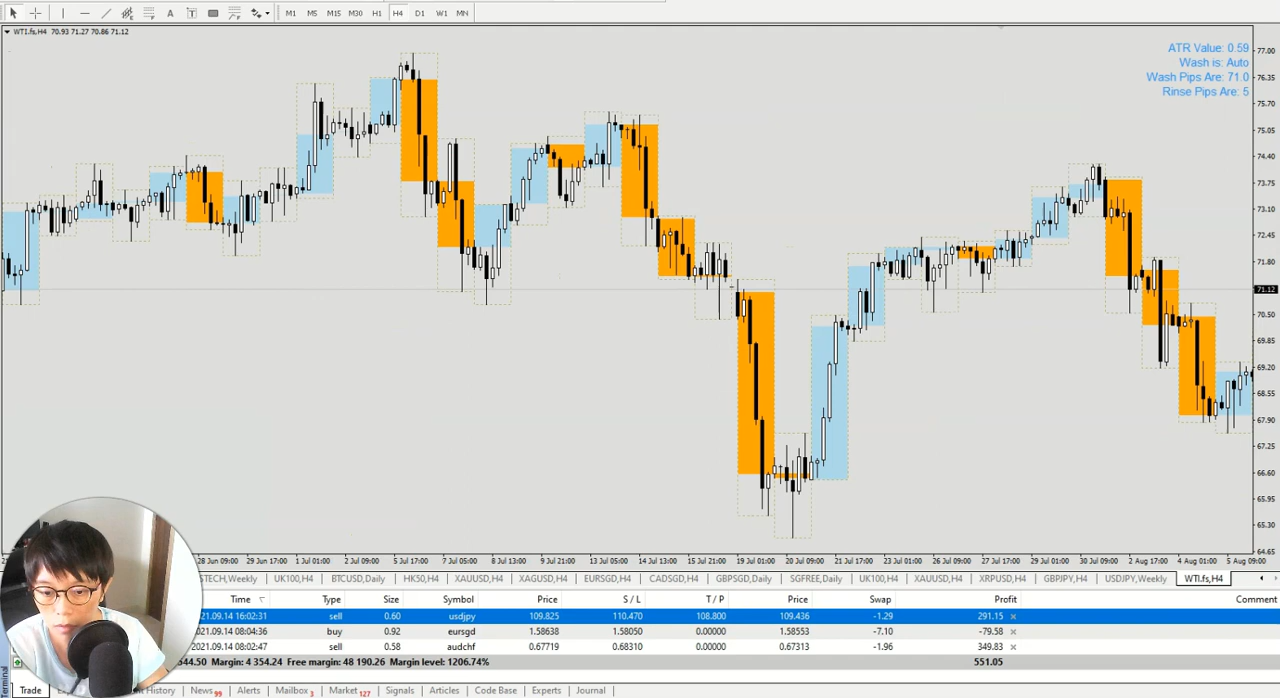 A T M1 M5 M15 M30 H1 H4 D1 W1 MN
WTI.fs,H4 70.93 71.27 70.86 71.12
ATR Value: 0.59
Wash is: Auto
Wash Pips Are: 71.0
Rinse Pips Are: 5
77.00
76.35
75.70
75.05
74.40
73.75
73.10
72.45
71.80
71.12
70.50
69.85
69.20
68.55
67.90
67.25
66.60
65.95
65.30
64.65
28 Jun 09:00 29 Jun 17:00 1 Jul 01:00 2 Jul 09:00 5 Jul 17:00 7 Jul 05:00 8 Jul 13:00 9 Jul 21:00 13 Jul 05:00 14 Jul 13:00 15 Jul 21:00 19 Jul 01:00 20 Jul 09:00 21 Jul 17:00 23 Jul 01:00 26 Jul 09:00 27 Jul 17:00 29 Jul 01:00 30 Jul 09:00 2 Aug 17:00 4 Aug 01:00 5 Aug 09:00
STECH,Weekly UK100,H4 BTCUSD,Daily HK50,H4 XAUUSD,H4 XAGUSD,H4 EURSGD,H4 CADSGD,H4 GBPSGD,Daily SGFREE,Daily UK100,H4 XAUUSD,H4 XRPUSD,H4 GBPJPY,H4 USDJPY,Weekly WTI.fs,H4
Time Type Size Symbol Price S / L T / P Price Swap Profit Comment
021.09.14 16:02:31 sell 0.60 usdjpy 109.825 110.470 108.800 109.436 -1.29 291.15
2021.09.14 08:04:36 buy 0.92 eursgd 1.58638 1.58050 0.00000 1.58553 -7.10 -79.58
2021.09.14 08:02:47 sell 0.58 audchf 0.67719 0.68310 0.00000 0.67313 -1.96 349.83
544.50 Margin: 4 354.24 Free margin: 48 190.26 Margin level: 1206.74% 551.05
Terminal
Trade History News 99 Alerts Mailbox 3 Market 127 Signals Articles Code Base Experts Journal